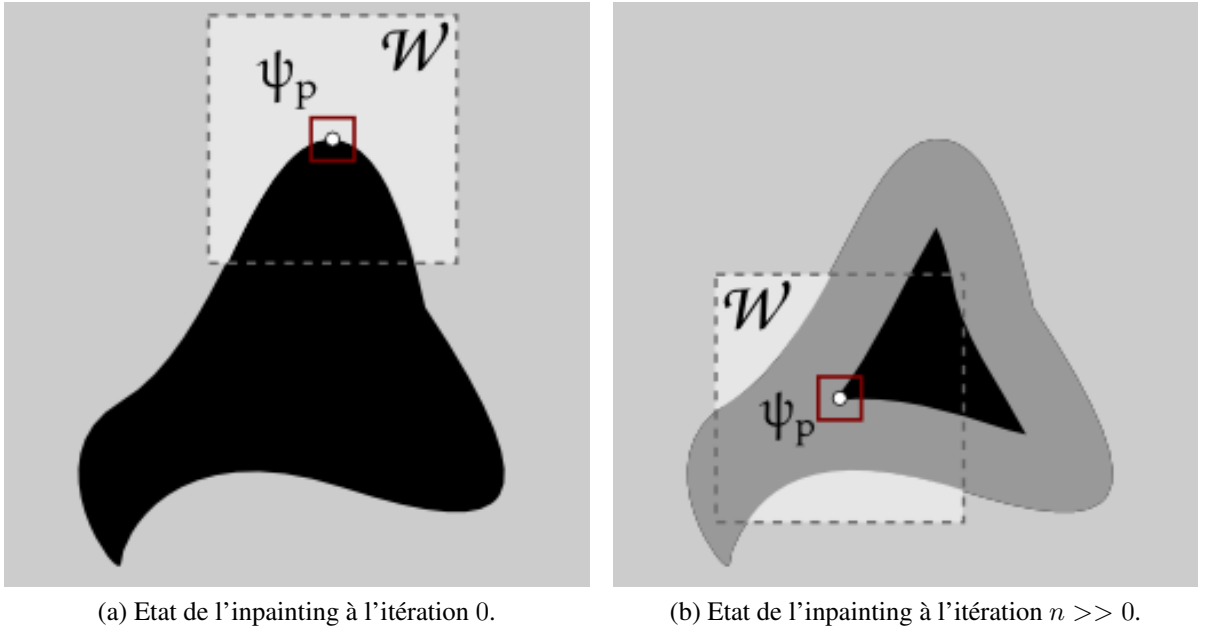 𝒲
ψp
𝒲
ψp
(a) Etat de l'inpainting à l'itération 0.
(b) Etat de l'inpainting à l'itération n >> 0.